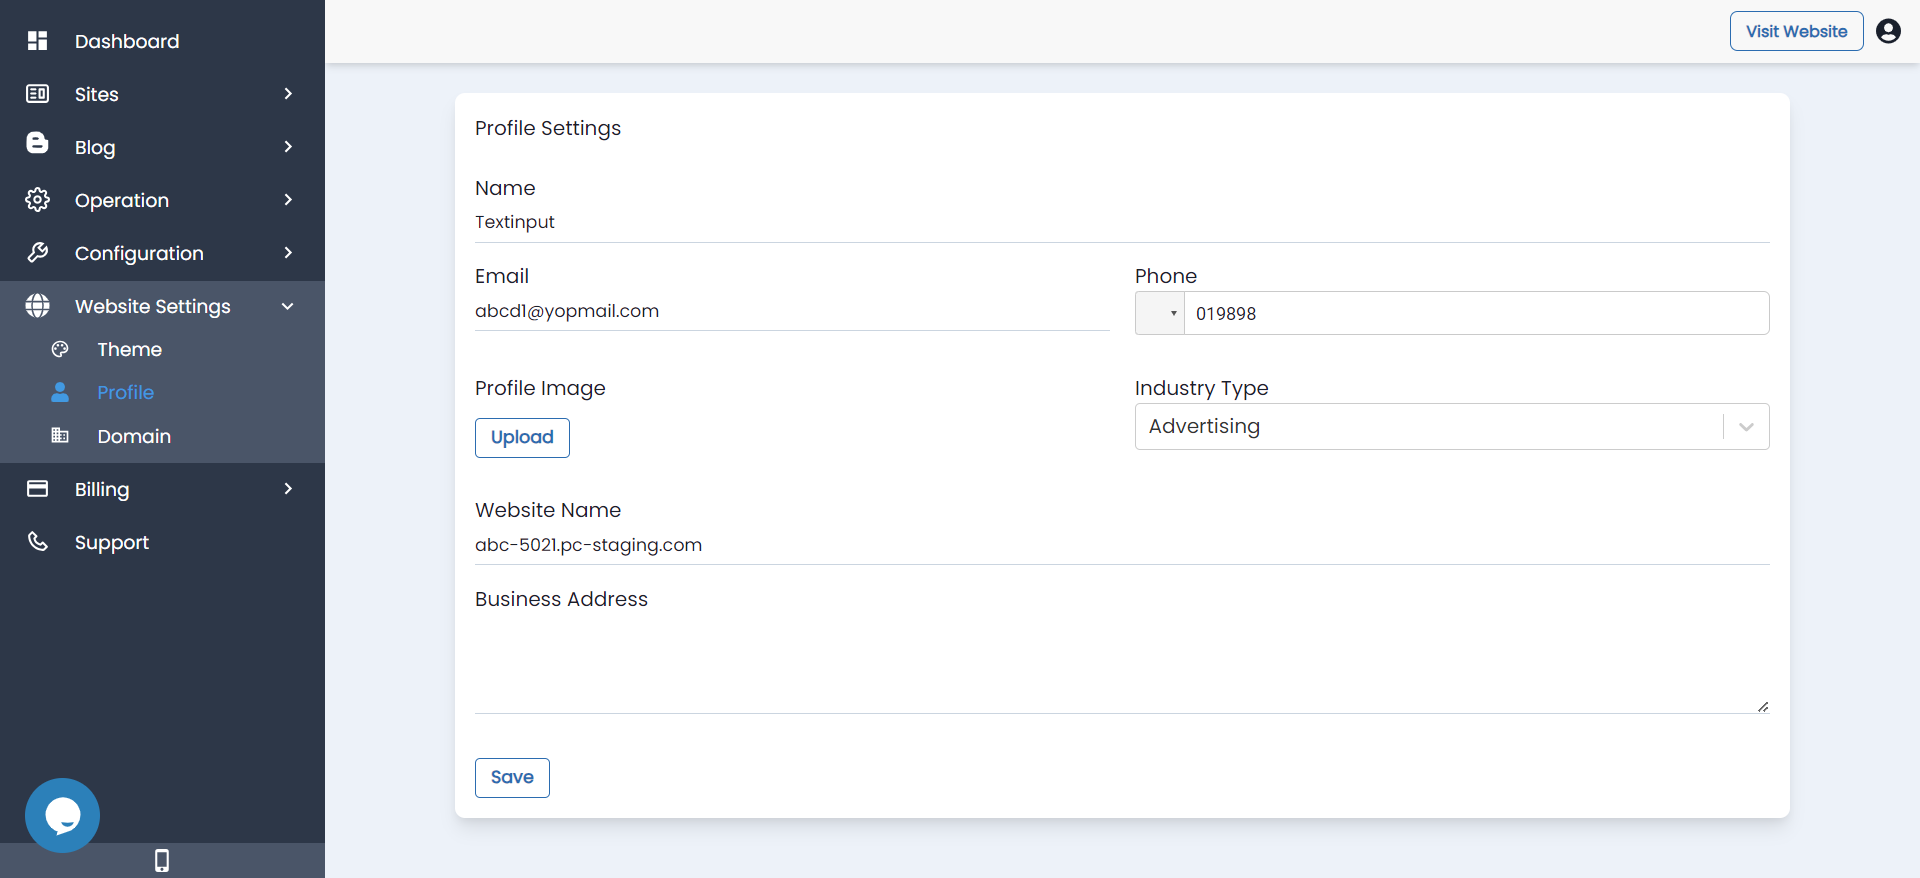 Dashboard
Sites
Blog
Operation
Configuration
Website Settings
Theme
Profile
Domain
Billing
Support
Visit Website
Profile Settings
Name
Textinput
Email
abcd1@yopmail.com
Phone
019898
Profile Image
Upload
Industry Type
Advertising
Website Name
abc-5021.pc-staging.com
Business Address
Save